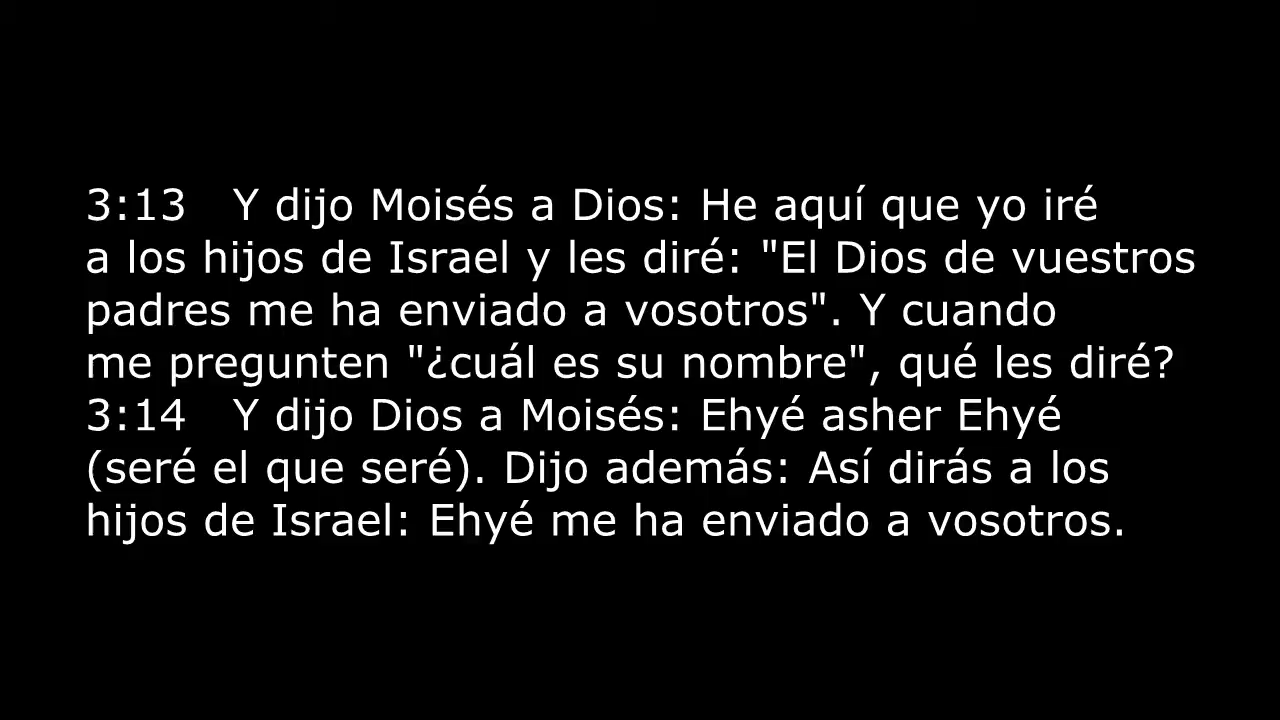 3:13   Y dijo Moisés a Dios: He aquí que yo iré
a los hijos de Israel y les diré: "El Dios de vuestros
padres me ha enviado a vosotros". Y cuando
me pregunten "¿cuál es su nombre", qué les diré?
3:14   Y dijo Dios a Moisés: Ehyé asher Ehyé
(seré el que seré). Dijo además: Así dirás a los
hijos de Israel: Ehyé me ha enviado a vosotros.